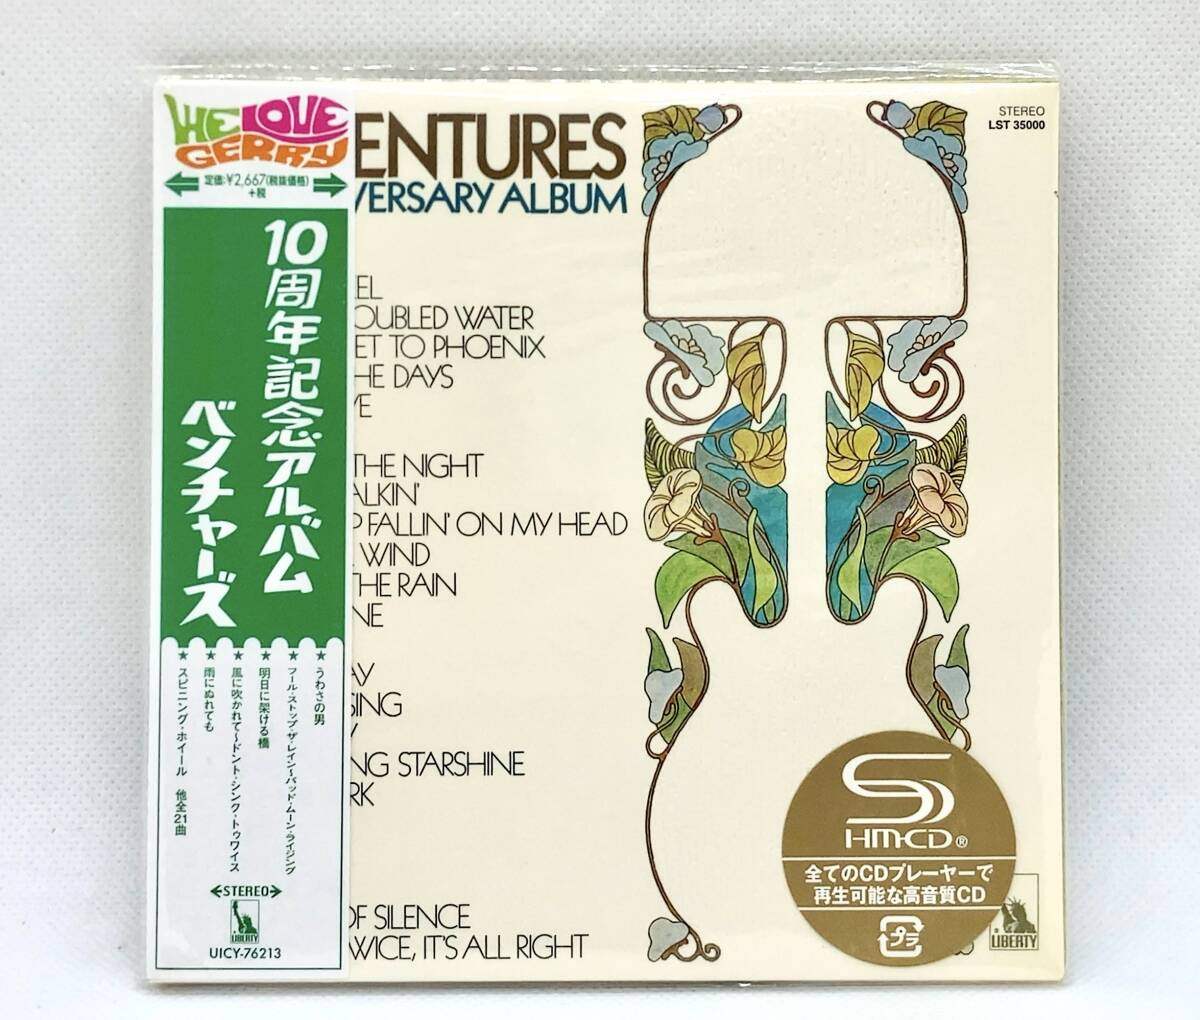 WE LOVE
GERRY
定価:¥2,667(税抜価格)
+税
10周年記念アルバム
ベンチャーズ
★うわさの男
★フール・ストップ・ザ・レイン〜バッド・ムーン・ライジング
★明日に架ける橋
★風に吹かれて〜ドント・シンク・トゥワイス
★雨にぬれても
★スピニング・ホイール 他全21曲
STEREO
LIBERTY
UICY-76213
ENTURES
VERSARY ALBUM
EL
OUBLED WATER
ET TO PHOENIX
HE DAYS
VE
THE NIGHT
ALKIN'
P FALLIN' ON MY HEAD
WIND
THE RAIN
NE
AY
SING
NG STARSHINE
RK
OF SILENCE
WICE, IT'S ALL RIGHT
STEREO
LST 35000
SHM-CD®
全てのCDプレーヤーで
再生可能な高音質CD
プラ
LIBERTY